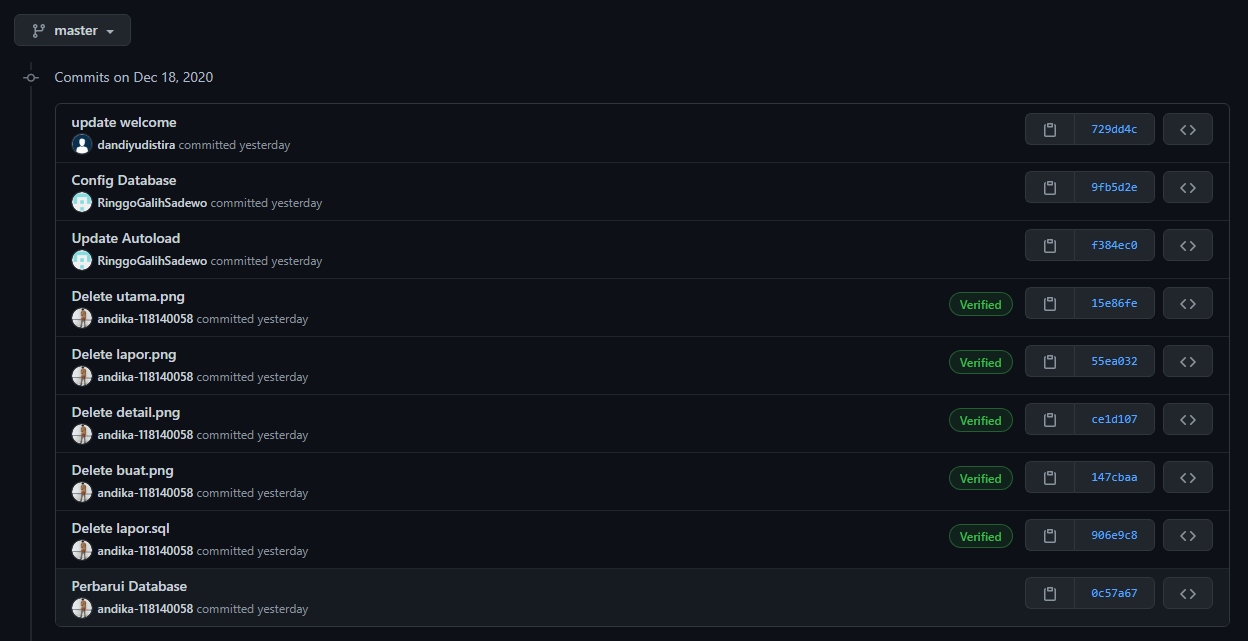 master
Commits on Dec 18, 2020
update welcome
dandiyudistira committed yesterday
729dd4c
Config Database
RinggoGalihSadewo committed yesterday
9fb5d2e
Update Autoload
RinggoGalihSadewo committed yesterday
f384ec0
Delete utama.png
andika-118140058 committed yesterday
Verified
15e86fe
Delete lapor.png
andika-118140058 committed yesterday
Verified
55ea032
Delete detail.png
andika-118140058 committed yesterday
Verified
ce1d107
Delete buat.png
andika-118140058 committed yesterday
Verified
147cbaa
Delete lapor.sql
andika-118140058 committed yesterday
Verified
906e9c8
Perbarui Database
andika-118140058 committed yesterday
0c57a67